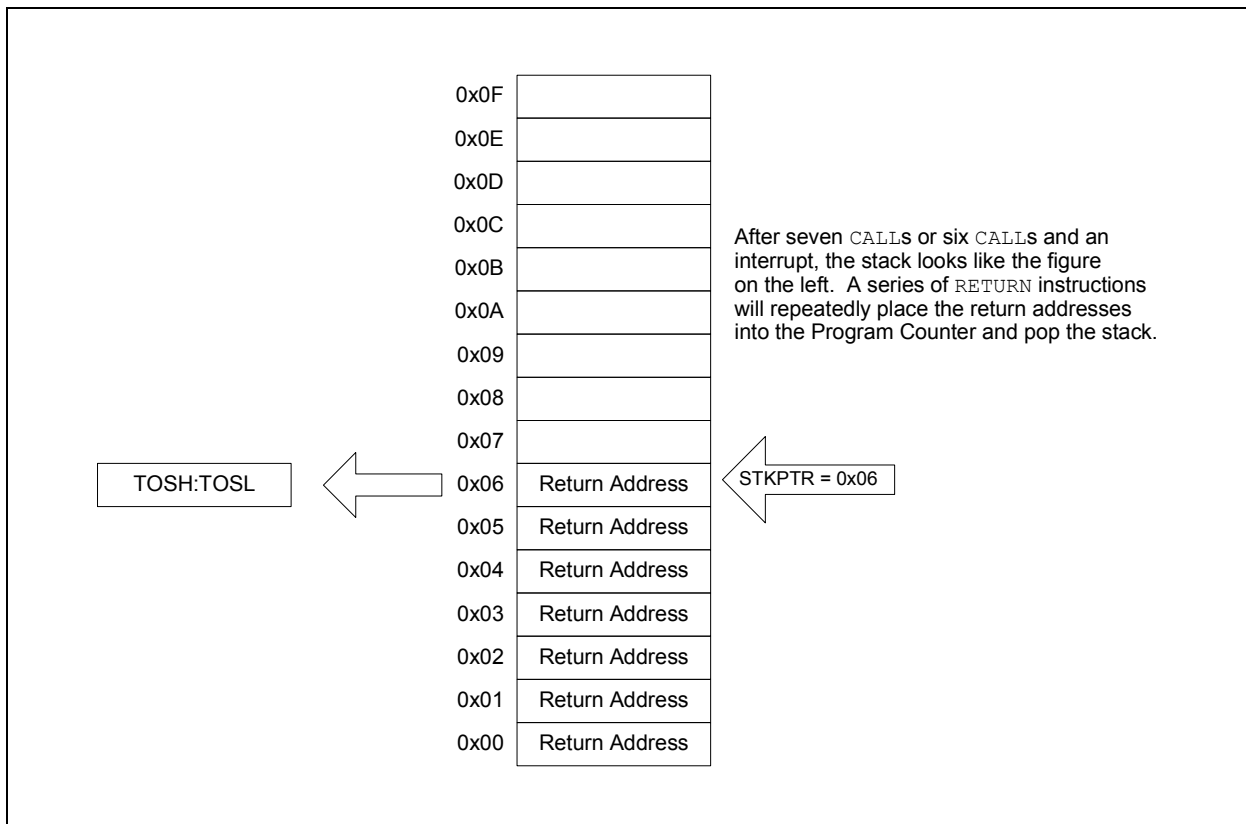 0x0F
0x0E
0x0D
0x0C
0x0B
0x0A
0x09
0x08
0x07
After seven CALLs or six CALLs and an
interrupt, the stack looks like the figure
on the left.  A series of RETURN instructions
will repeatedly place the return addresses
into the Program Counter and pop the stack.
TOSH:TOSL
0x06 Return Address
STKPTR = 0x06
0x05 Return Address
0x04 Return Address
0x03 Return Address
0x02 Return Address
0x01 Return Address
0x00 Return Address